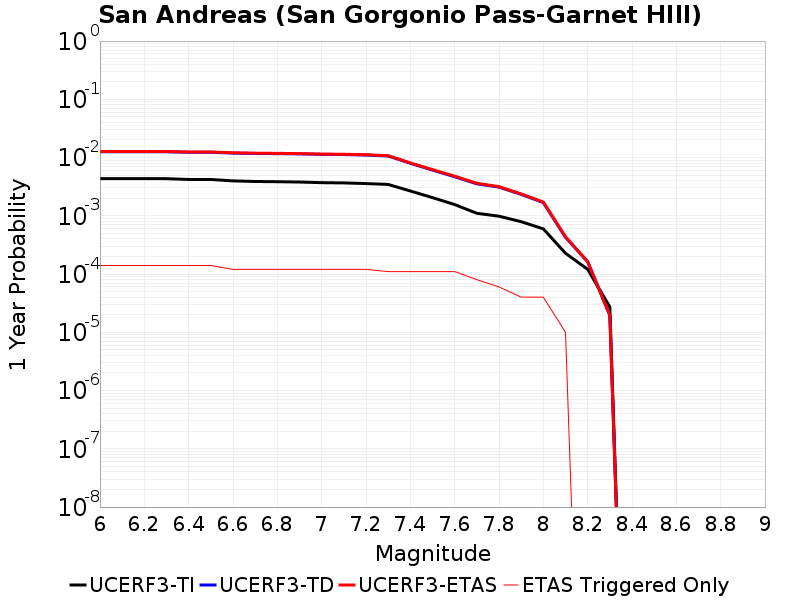 San Andreas (San Gorgonio Pass-Garnet HIll)
10^0
10^-1
10^-2
10^-3
10^-4
10^-5
10^-6
10^-7
10^-8
1 Year Probability
6 6.2 6.4 6.6 6.8 7 7.2 7.4 7.6 7.8 8 8.2 8.4 8.6 8.8 9
Magnitude
UCERF3-TI UCERF3-TD UCERF3-ETAS ETAS Triggered Only